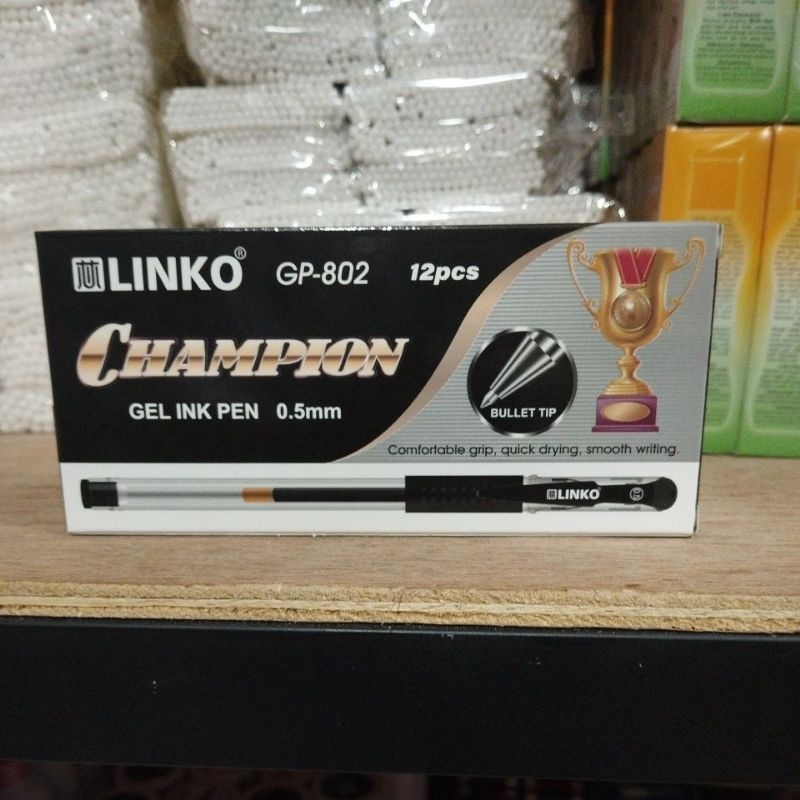 LINKO® GP-802 12pcs
CHAMPION
GEL INK PEN 0.5mm
BULLET TIP
Comfortable grip, quick drying, smooth writing.
LINKO